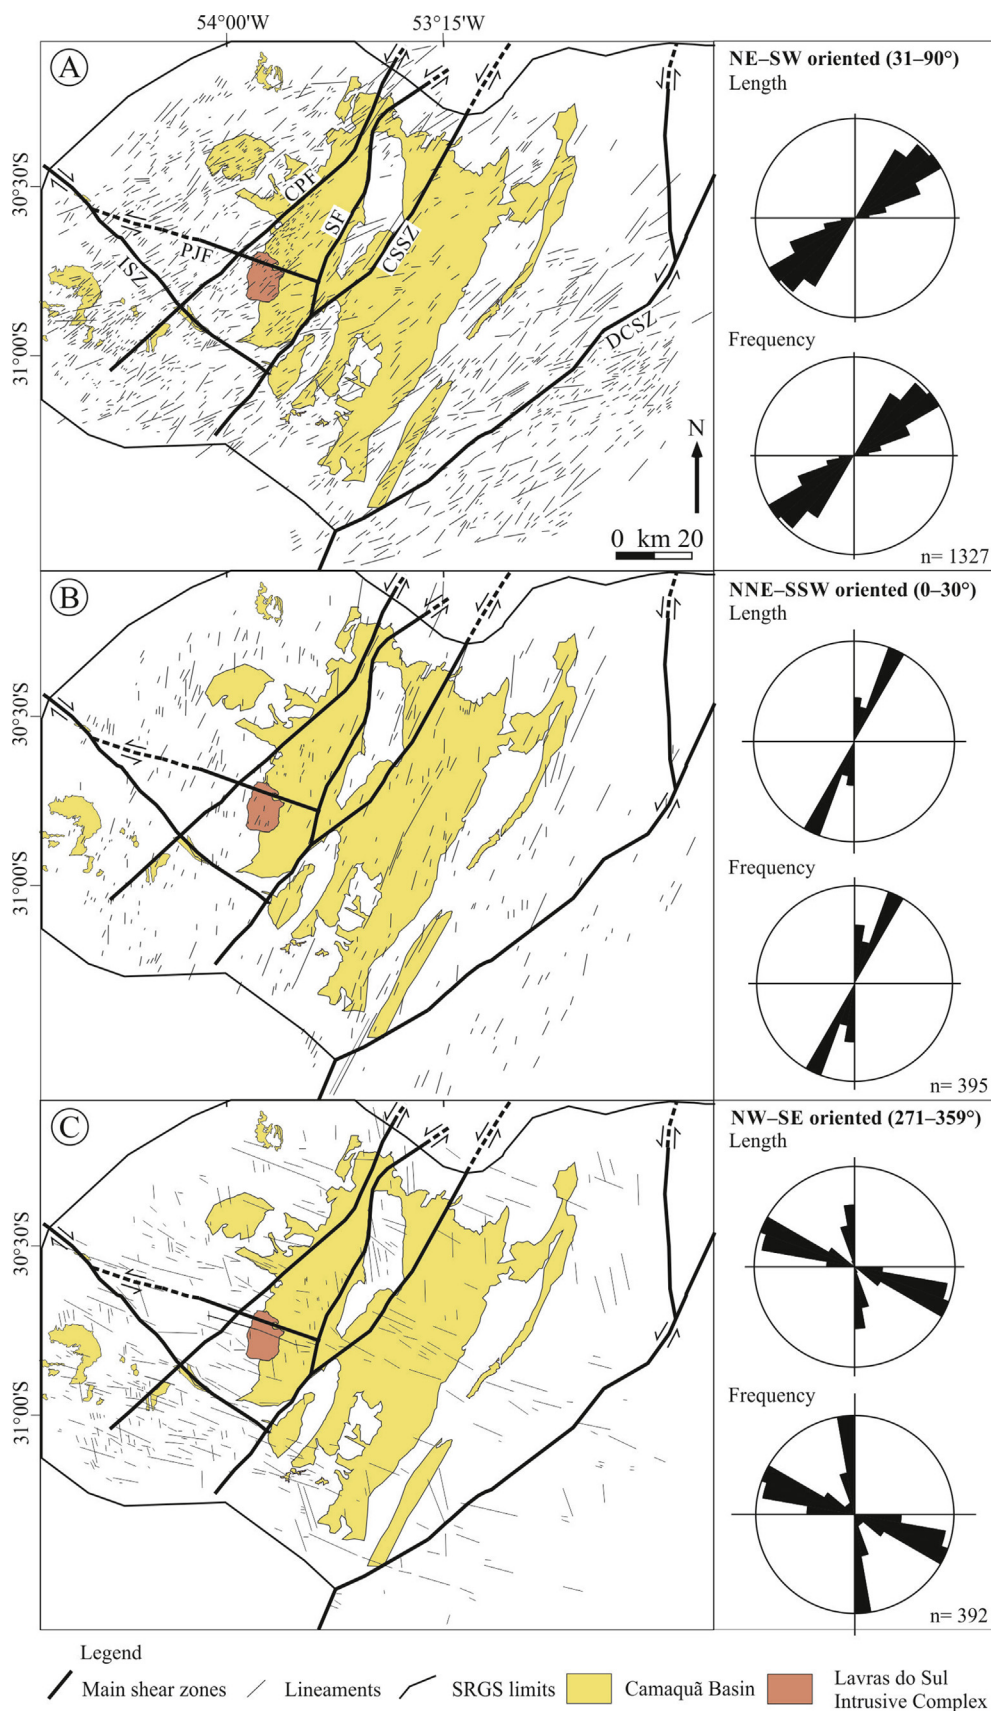 54°00'W
53°15'W
A
30°30'S
31°00'S
CPF
SF
CSSZ
PJF
ISZ
DCSZ
N
0 km 20
NE–SW oriented (31–90°)
Length
Frequency
n= 1327
B
30°30'S
31°00'S
NNE–SSW oriented (0–30°)
Length
Frequency
n= 395
C
30°30'S
31°00'S
NW–SE oriented (271–359°)
Length
Frequency
n= 392
Legend
Main shear zones
Lineaments
SRGS limits
Camaquã Basin
Lavras do Sul
Intrusive Complex